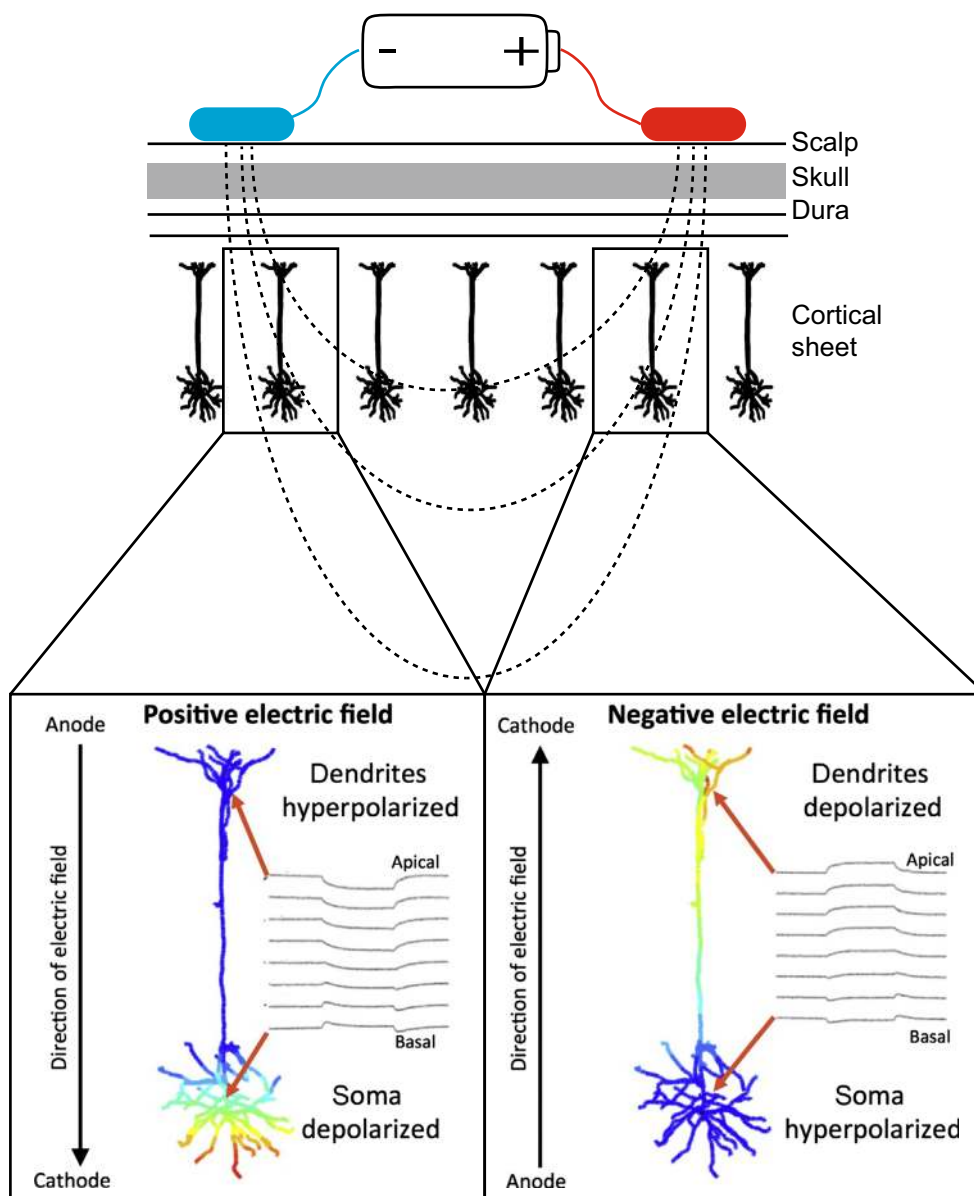 - +
Scalp
Skull
Dura
Cortical
sheet
Anode
Positive electric field
Dendrites
hyperpolarized
Direction of electric field
Apical
Basal
Soma
depolarized
Cathode
Cathode
Negative electric field
Dendrites
depolarized
Direction of electric field
Apical
Basal
Soma
hyperpolarized
Anode